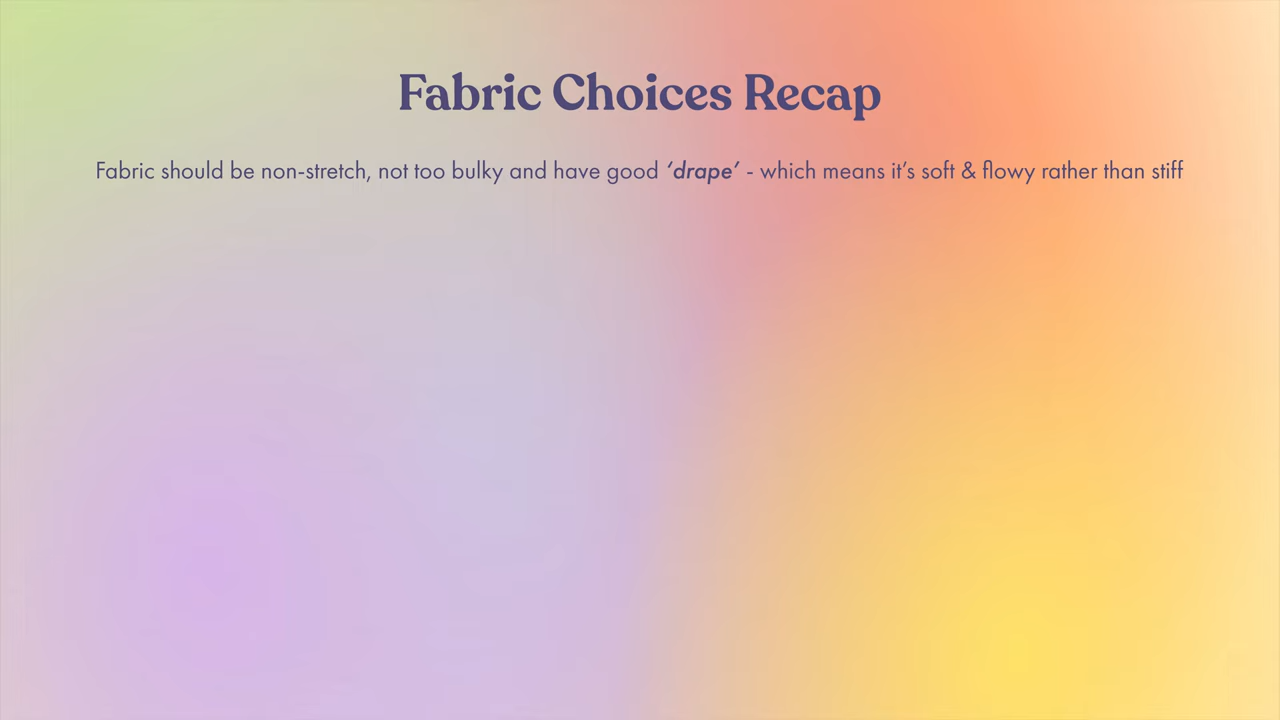 Fabric Choices Recap
Fabric should be non-stretch, not too bulky and have good ‘drape’ - which means it’s soft & flowy rather than stiff